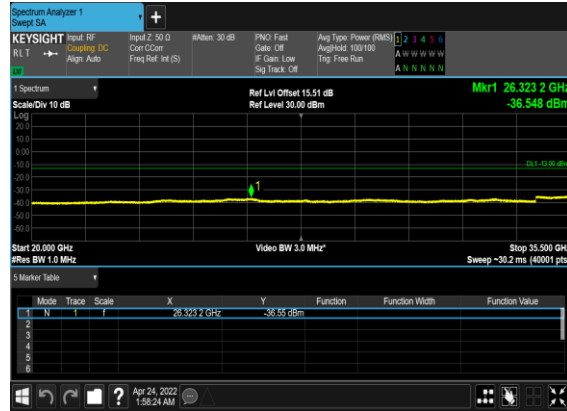 Spectrum Analyzer 1
Swept SA
+
KEYSIGHT Input: RF Input Z: 50 Ω #Atten: 30 dB PNO: Fast Avg Type: Power (RMS) 1 2 3 4 5 6
RLT Coupling: DC Corr CCorr Gate: Off Avg|Hold: 100/100 A W W W W W
Align: Auto Freq Ref: Int (S) IF Gain: Low Trig: Free Run
Sig Track: Off A N N N N N
1 Spectrum Ref Lvl Offset 15.51 dB Mkr1 26.323 2 GHz
Scale/Div 10 dB Ref Level 30.00 dBm -36.548 dBm
Log
20.0
10.0
0.00
-10.0 DL1 -13.00 dBm
-20.0
-30.0 1
-40.0
-50.0
-60.0
Start 20.000 GHz Video BW 3.0 MHz* Stop 35.500 GHz
#Res BW 1.0 MHz Sweep ~30.2 ms (40001 pts)
5 Marker Table
Mode Trace Scale X Y Function Function Width Function Value
1 N 1 f 26.323 2 GHz -36.55 dBm
2
3
4
5
6
? Apr 24, 2022
1:58:24 AM